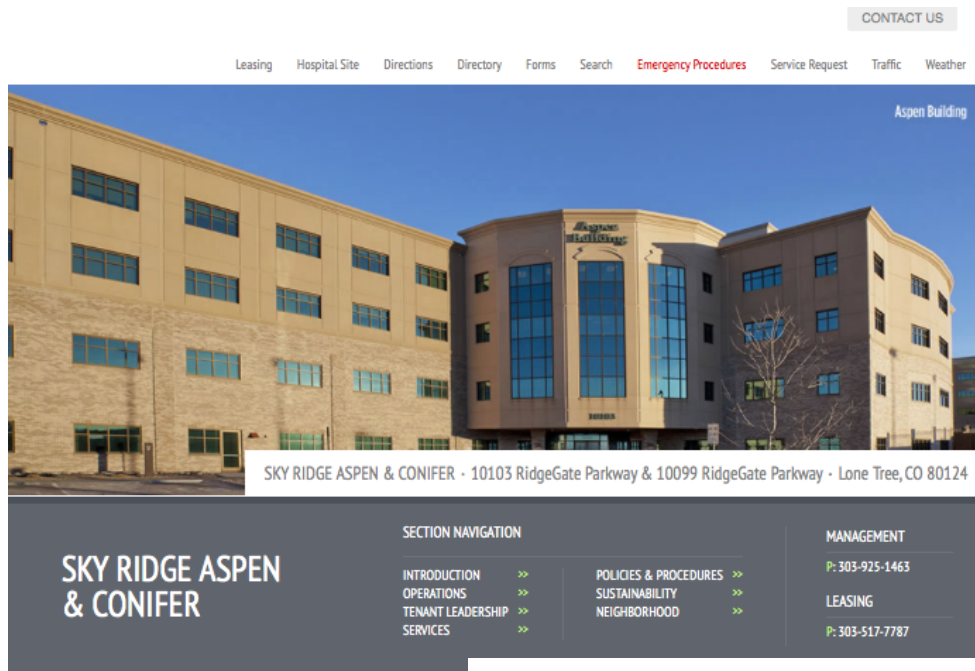 CONTACT US
Leasing Hospital Site Directions Directory Forms Search Emergency Procedures Service Request Traffic Weather
Aspen Building
Aspen
Building
SKY RIDGE ASPEN & CONIFER · 10103 RidgeGate Parkway & 10099 RidgeGate Parkway · Lone Tree, CO 80124
SKY RIDGE ASPEN
& CONIFER
SECTION NAVIGATION
INTRODUCTION >>
OPERATIONS >>
TENANT LEADERSHIP >>
SERVICES >>
POLICIES & PROCEDURES >>
SUSTAINABILITY >>
NEIGHBORHOOD >>
MANAGEMENT
P: 303-925-1463
LEASING
P: 303-517-7787